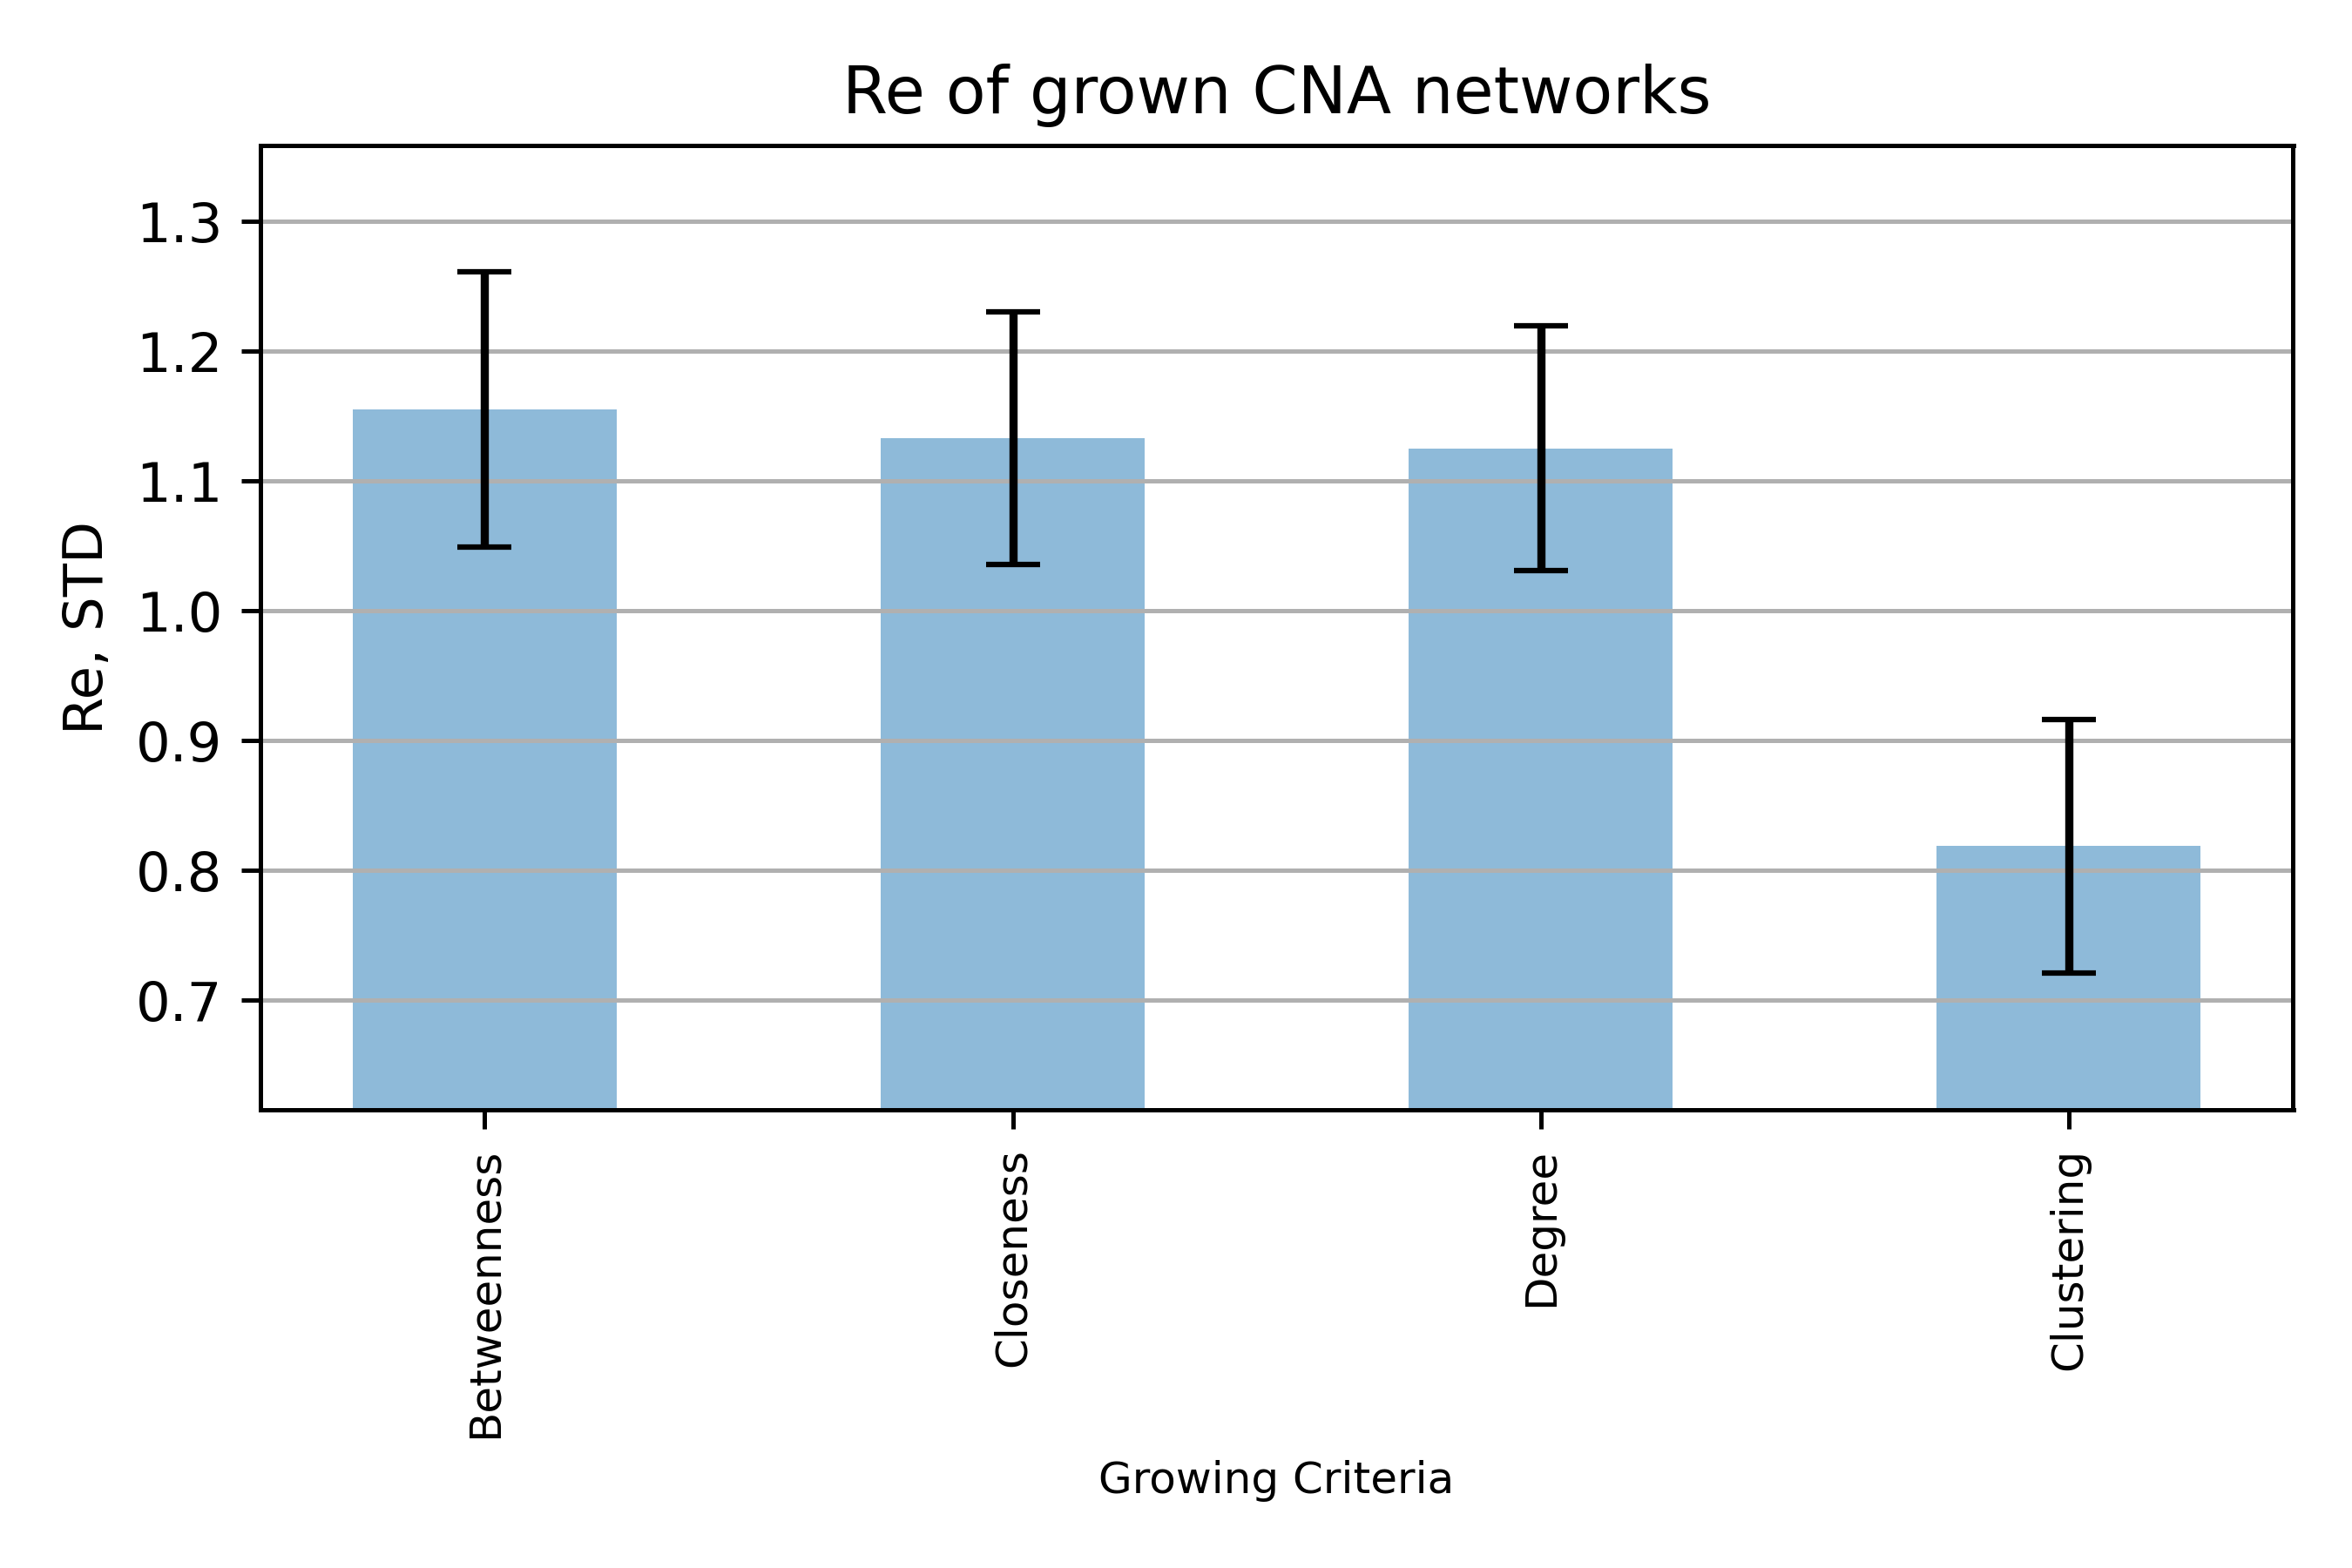 Re of grown CNA networks
Re, STD
1.3
1.2
1.1
1.0
0.9
0.8
0.7
Betweenness
Closeness
Degree
Clustering
Growing Criteria